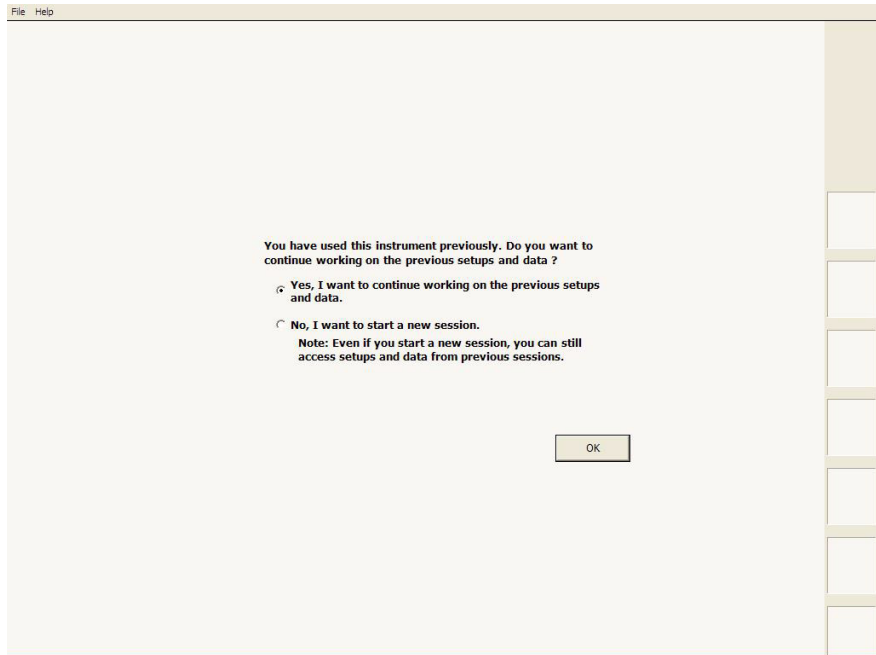 File Help
You have used this instrument previously. Do you want to
continue working on the previous setups and data ?
Yes, I want to continue working on the previous setups
and data.
No, I want to start a new session.
Note: Even if you start a new session, you can still
access setups and data from previous sessions.
OK